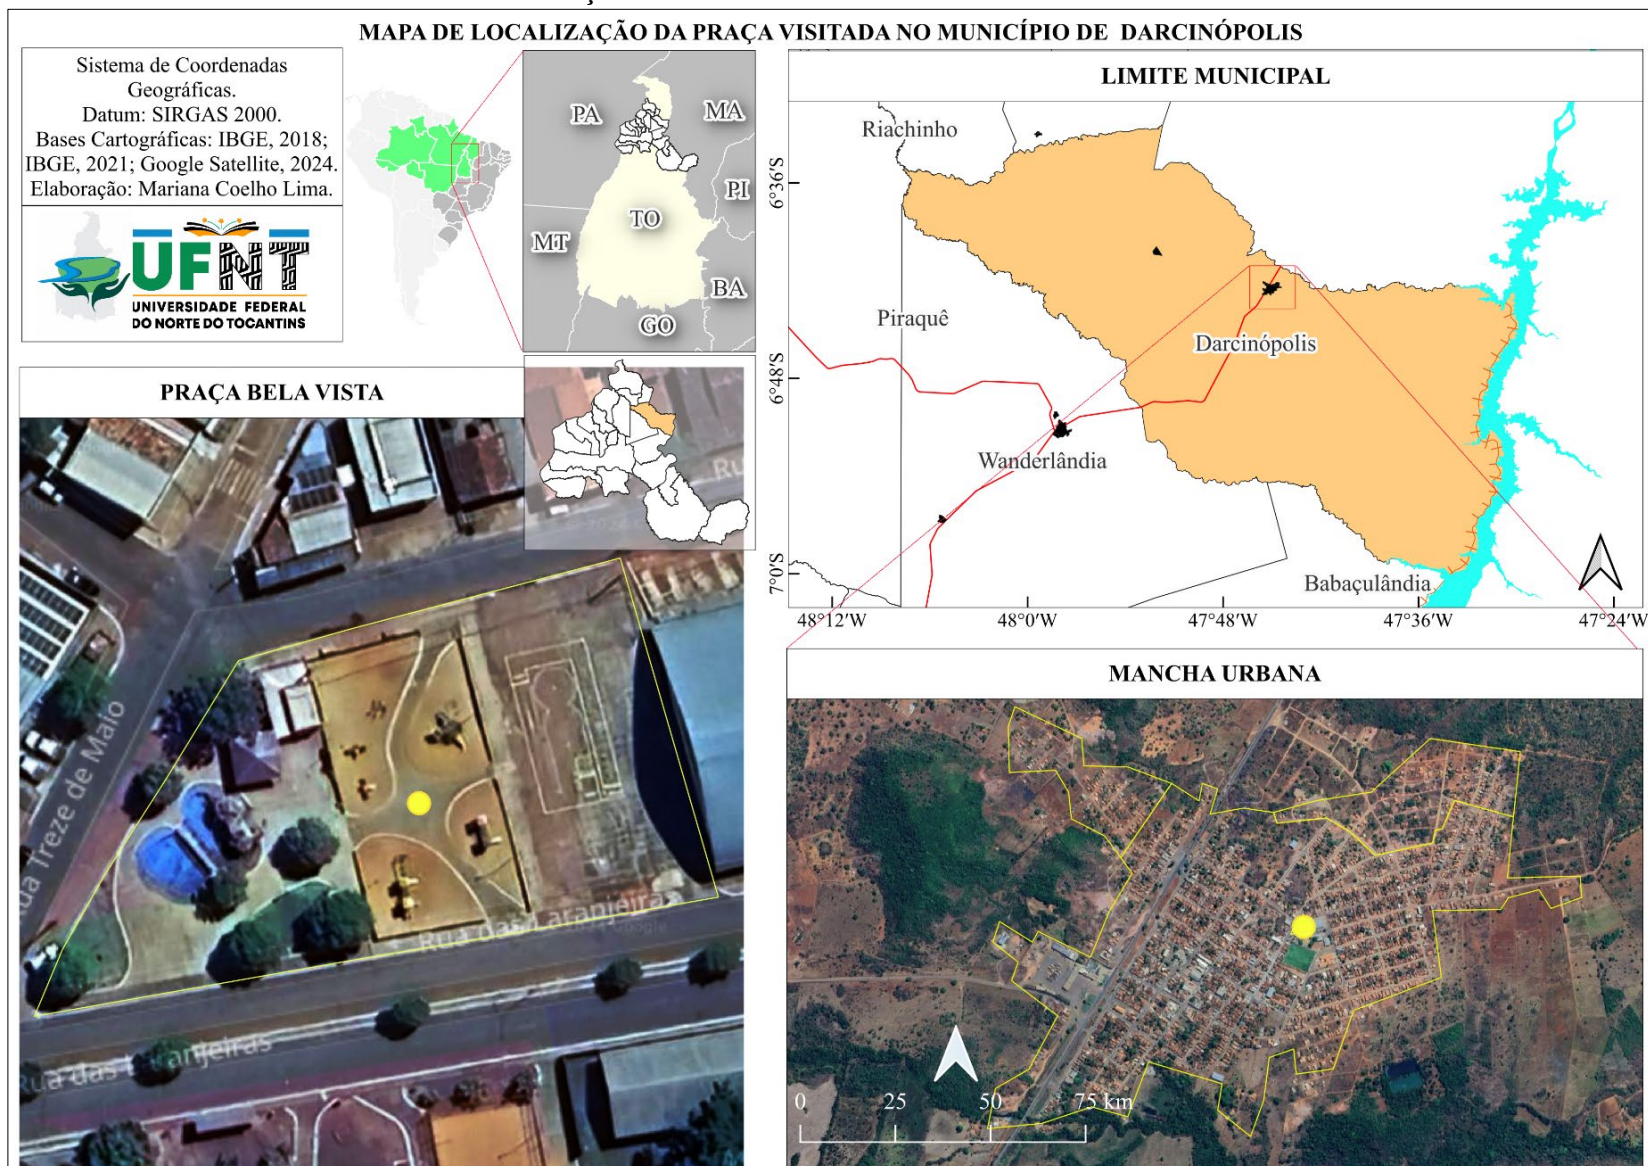 MAPA DE LOCALIZAÇÃO DA PRAÇA VISITADA NO MUNICÍPIO DE DARCINÓPOLIS
Sistema de Coordenadas
Geográficas.
Datum: SIRGAS 2000.
Bases Cartográficas: IBGE, 2018;
IBGE, 2021; Google Satellite, 2024.
Elaboração: Mariana Coelho Lima.
UFNT
UNIVERSIDADE FEDERAL
DO NORTE DO TOCANTINS
PA
MA
PI
TO
MT
BA
GO
LIMITE MUNICIPAL
Riachinho
Piraquê
Darcinópolis
Wanderlândia
Babaçulândia
6°36'S
6°48'S
7°0'S
48°12'W
48°0'W
47°48'W
47°36'W
47°24'W
PRAÇA BELA VISTA
Rua Treze de Maio
Rua das Laranjeiras
Google
Rua das Laranjeiras
MANCHA URBANA
0
25
50
75 km